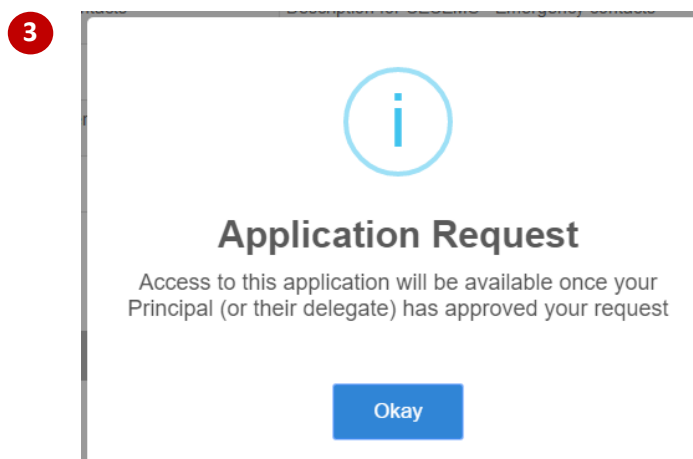 3
Application Request
Access to this application will be available once your
Principal (or their delegate) has approved your request
Okay